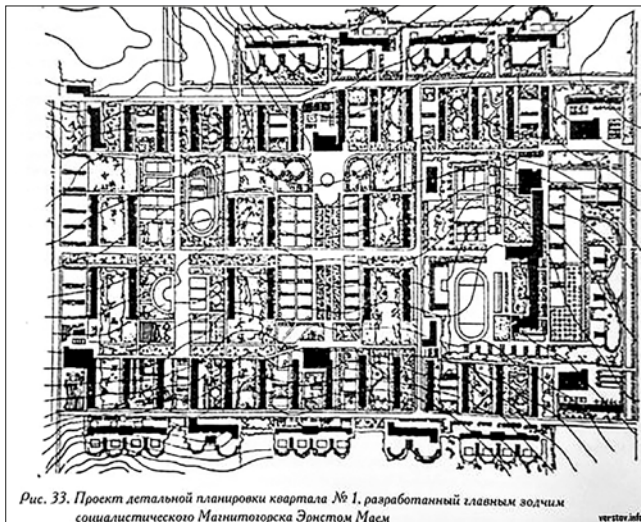 Рис. 33. Проект детальной планировки квартала № 1, разработанный главным зодчим
социалистического Магнитогорска Эрнстом Маем
verstov.info